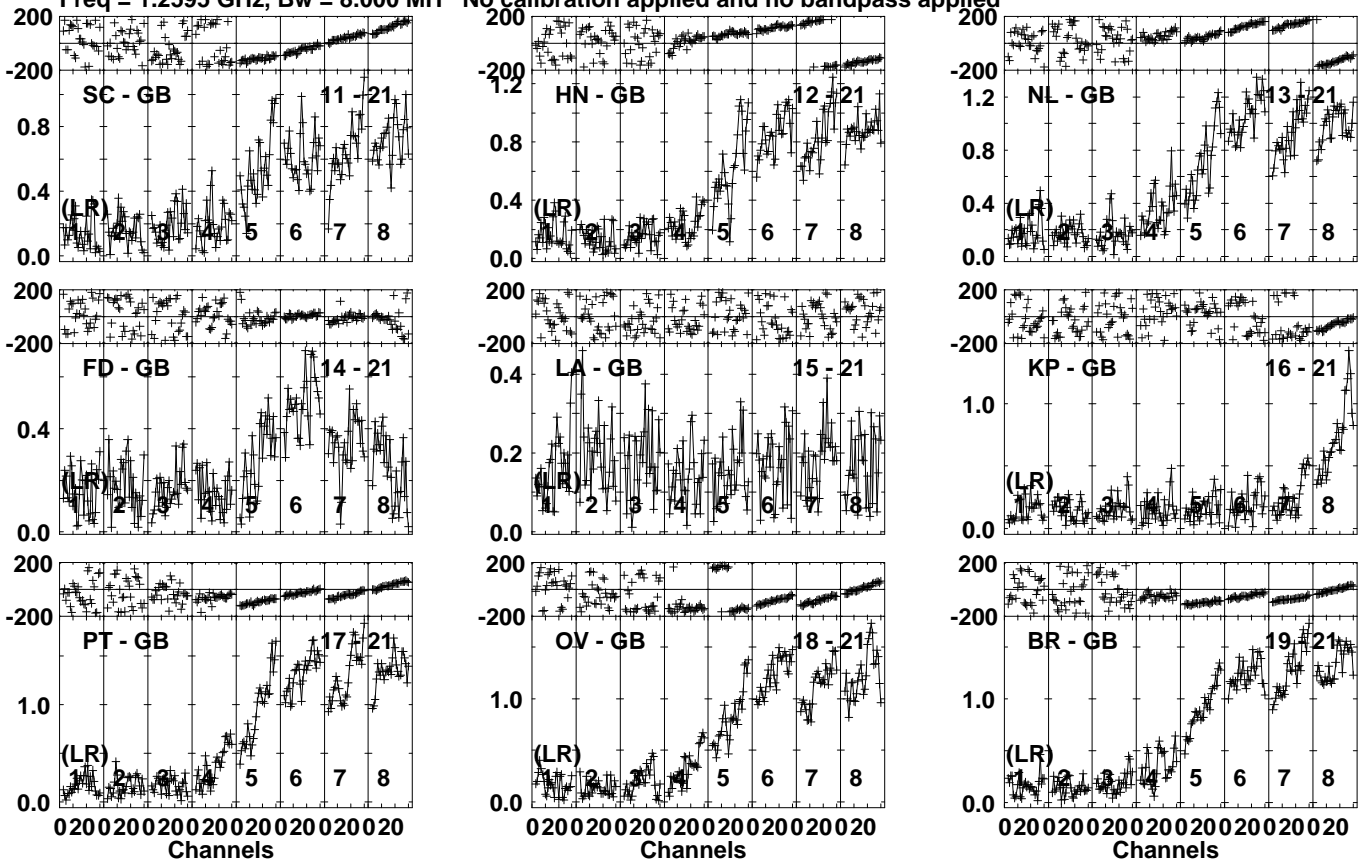 Freq = 1.2595 GHz, Bw = 8.000 MH No calibration applied and no bandpass applied
200
-200
SC - GB 11 - 21
0.8
0.4
0.0
(LR)
1 2 3 4 5 6 7 8
200
-200
1.2
HN - GB 12 - 21
0.8
0.4
0.0
(LR)
1 2 3 4 5 6 7 8
200
-200
NL - GB 13 - 21
1.2
0.8
0.4
0.0
(LR)
1 2 3 4 5 6 7 8
200
-200
FD - GB 14 - 21
0.4
0.0
(LR)
1 2 3 4 5 6 7 8
200
-200
LA - GB 15 - 21
0.4
0.2
0.0
(LR)
1 2 3 4 5 6 7 8
200
-200
KP - GB 16 - 21
1.0
0.0
(LR)
1 2 3 4 5 6 7 8
200
-200
PT - GB 17 - 21
1.0
0.0
(LR)
1 2 3 4 5 6 7 8
0 20 0 20 0 20 0 20 0 20 0 20 0 20 0 20
Channels
200
-200
OV - GB 18 - 21
1.0
0.0
(LR)
1 2 3 4 5 6 7 8
0 20 0 20 0 20 0 20 0 20 0 20 0 20 0 20
Channels
200
-200
BR - GB 19 - 21
1.0
0.0
(LR)
1 2 3 4 5 6 7 8
0 20 0 20 0 20 0 20 0 20 0 20 0 20 0 20
Channels